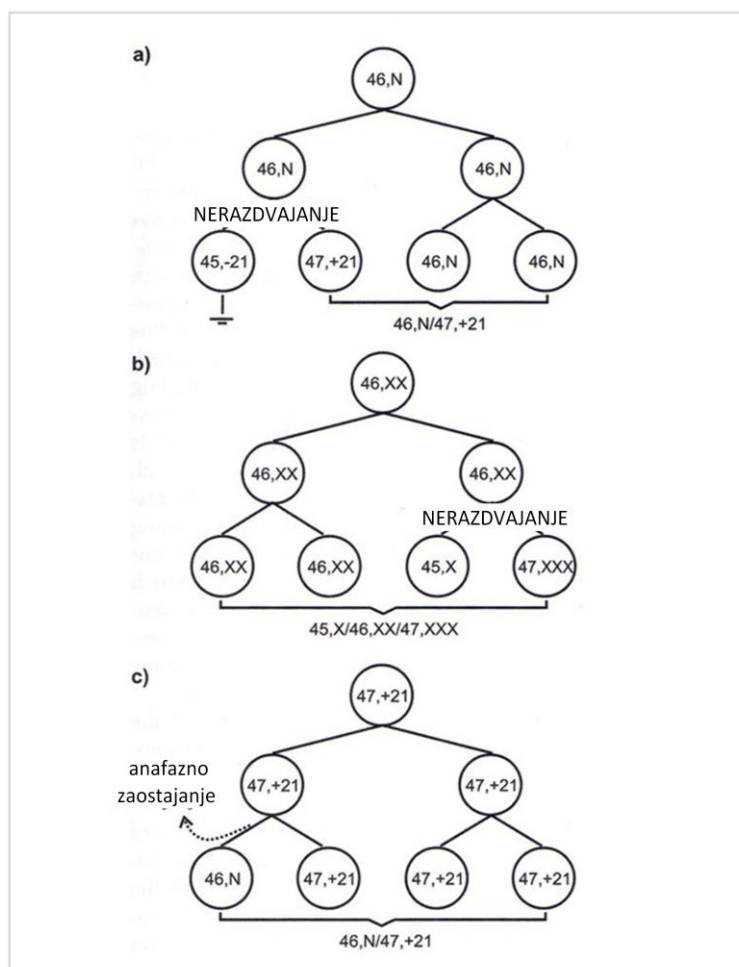 a)
46,N
46,N 46,N
NERAZDVAJANJE
45,-21 47,+21 46,N 46,N
46,N/47,+21
b)
46,XX
46,XX 46,XX
NERAZDVAJANJE
46,XX 46,XX 45,X 47,XXX
45,X/46,XX/47,XXX
c)
47,+21
anafazno
zaostajanje
47,+21 47,+21
46,N 47,+21 47,+21 47,+21
46,N/47,+21